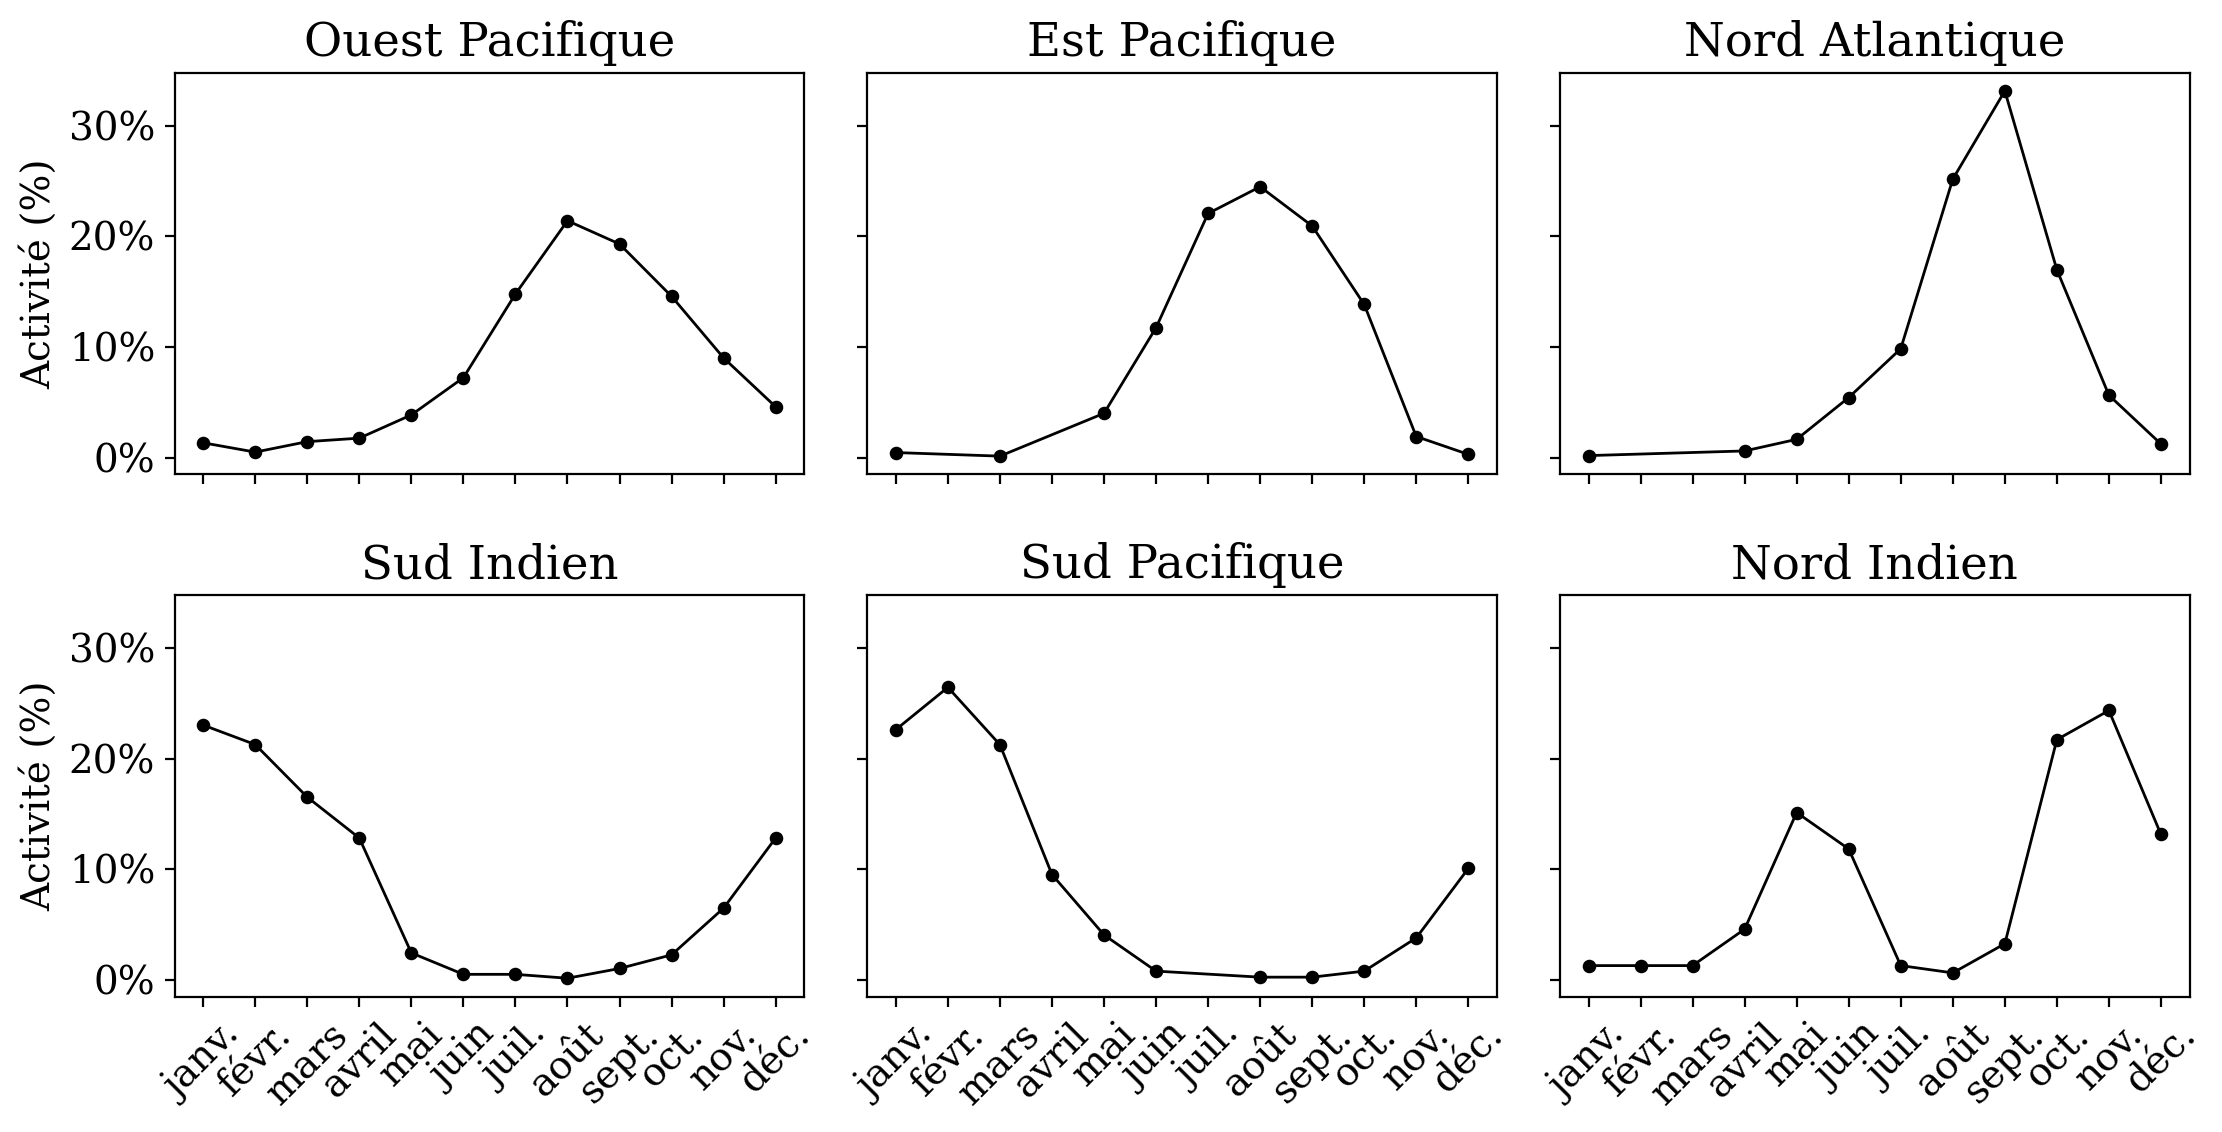 Ouest Pacifique
Est Pacifique
Nord Atlantique
Activité (%)
30%
20%
10%
0%
Sud Indien
Sud Pacifique
Nord Indien
Activité (%)
30%
20%
10%
0%
janv. févr. mars avril mai juin juil. août sept. oct. nov. déc.
janv. févr. mars avril mai juin juil. août sept. oct. nov. déc.
janv. févr. mars avril mai juin juil. août sept. oct. nov. déc.